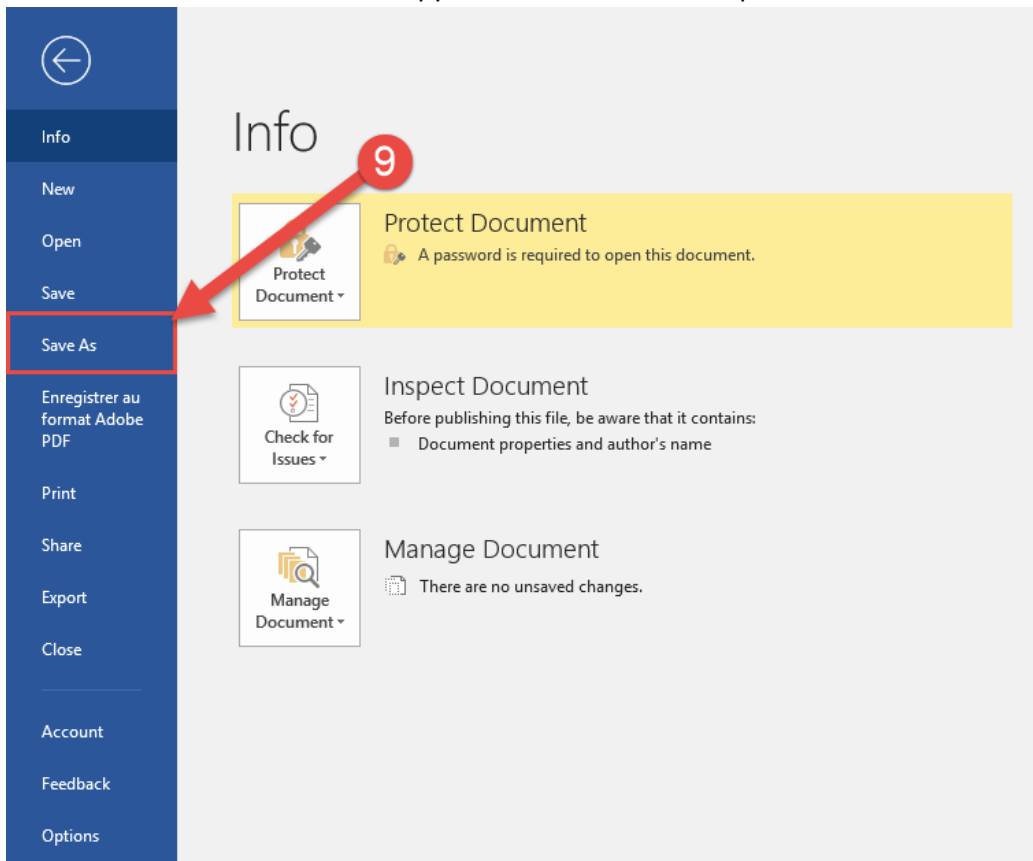 Info
New
Open
Save
Save As
Enregistrer au
format Adobe
PDF
Print
Share
Export
Close
Account
Feedback
Options
Info
9
Protect
Document
Protect Document
A password is required to open this document.
Check for
Issues
Inspect Document
Before publishing this file, be aware that it contains:
Document properties and author's name
Manage
Document
Manage Document
There are no unsaved changes.